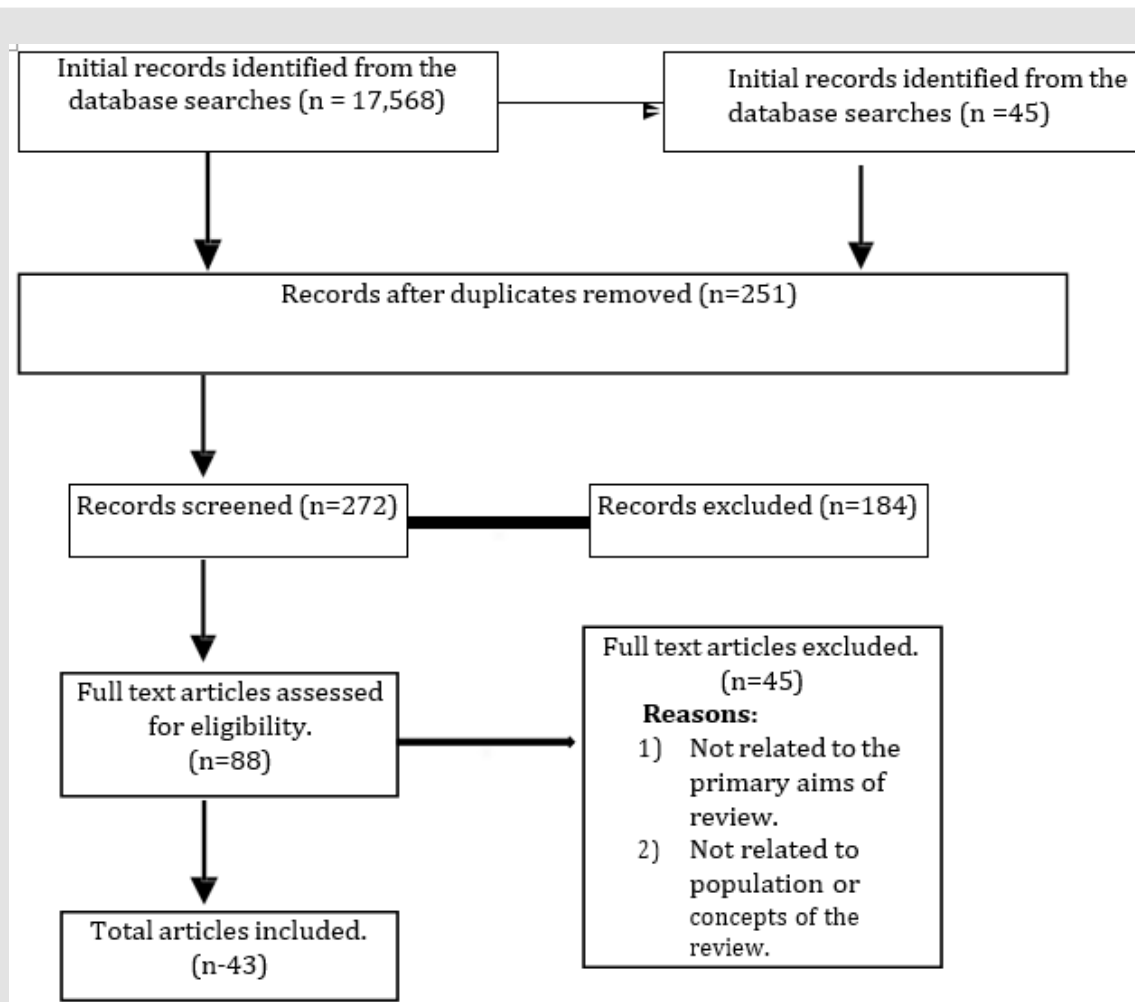 Initial records identified from the
database searches (n = 17,568)
Initial records identified from the
database searches (n =45)
Records after duplicates removed (n=251)
Records screened (n=272)
Records excluded (n=184)
Full text articles assessed
for eligibility.
(n=88)
Full text articles excluded.
(n=45)
Reasons:
1) Not related to the
primary aims of
review.
2) Not related to
population or
concepts of the
review.
Total articles included.
(n-43)